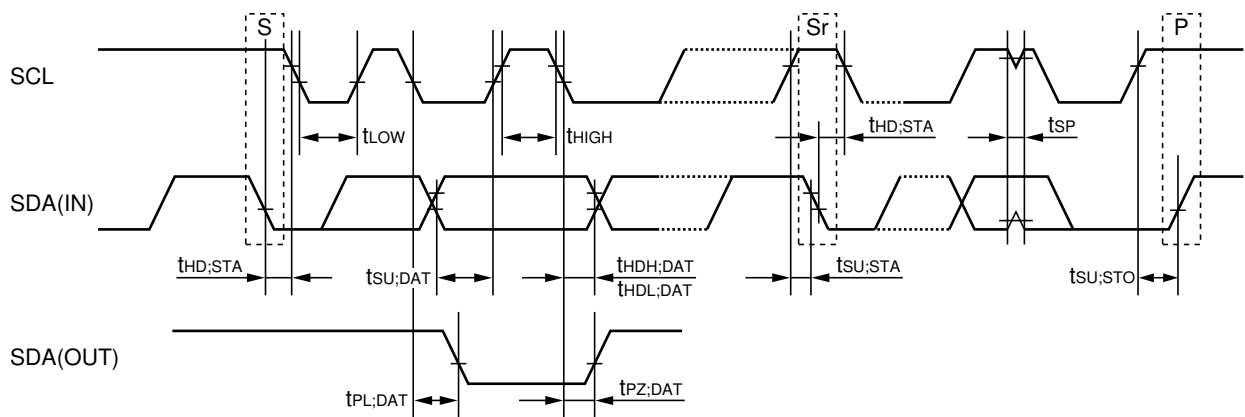 S Sr P
SCL
tLOW tHIGH tHD;STA tSP
SDA(IN)
tHD;STA tSU;DAT tHDH;DAT tSU;STA tSU;STO
tHDL;DAT
SDA(OUT)
tPL;DAT tPZ;DAT